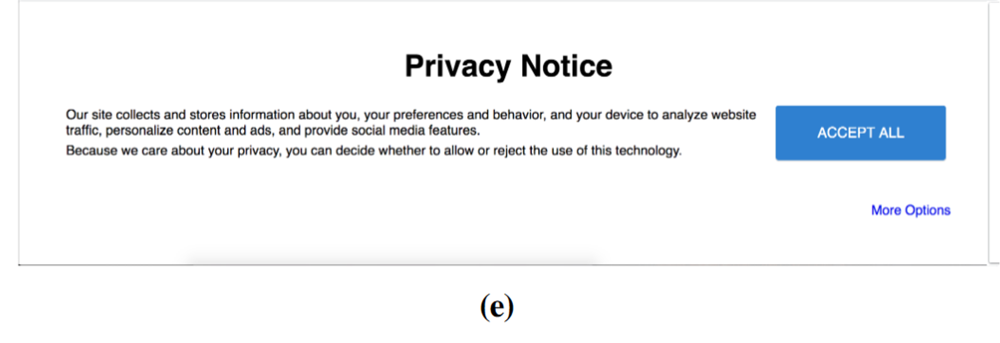 Privacy Notice
Our site collects and stores information about you, your preferences and behavior, and your device to analyze website
traffic, personalize content and ads, and provide social media features.
Because we care about your privacy, you can decide whether to allow or reject the use of this technology.
ACCEPT ALL
More Options
(e)